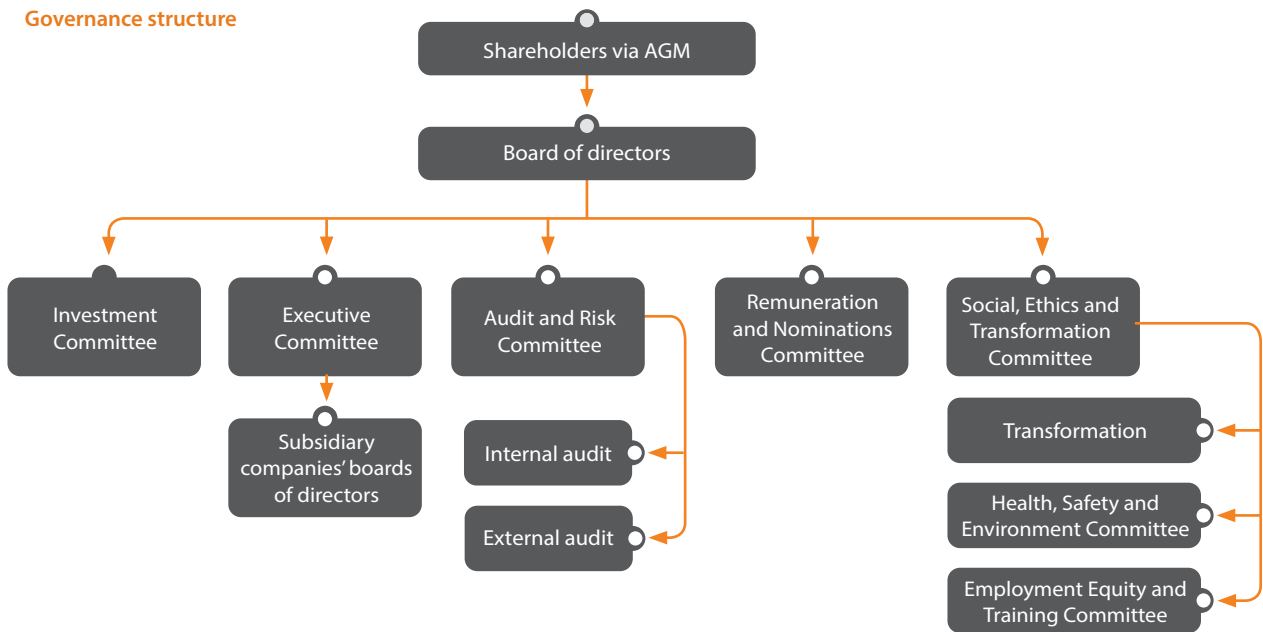 Governance structure
Shareholders via AGM
Board of directors
Investment
Committee
Executive
Committee
Audit and Risk
Committee
Remuneration
and Nominations
Committee
Social, Ethics and
Transformation
Committee
Subsidiary
companies’ boards
of directors
Internal audit
External audit
Transformation
Health, Safety and
Environment Committee
Employment Equity and
Training Committee